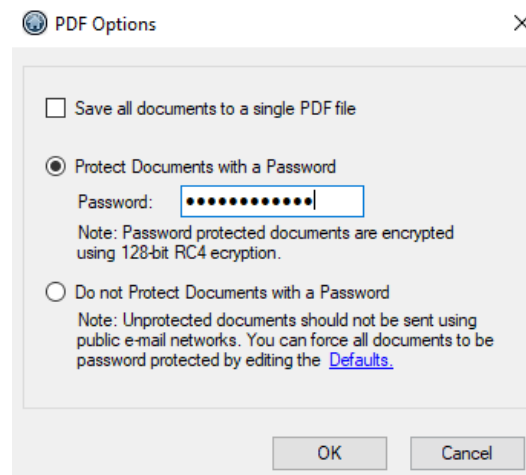 PDF Options
Save all documents to a single PDF file
Protect Documents with a Password
Password: ●●●●●●●●●●●●
Note: Password protected documents are encrypted
using 128-bit RC4 ecryption.
Do not Protect Documents with a Password
Note: Unprotected documents should not be sent using
public e-mail networks. You can force all documents to be
password protected by editing the Defaults.
OK Cancel